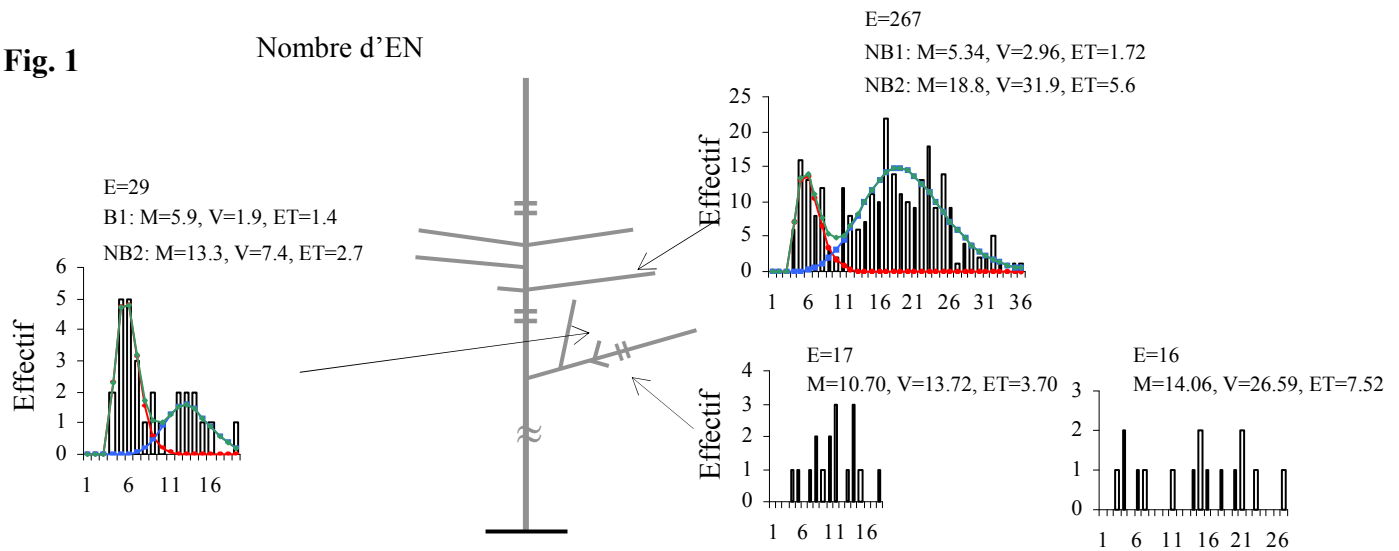 Fig. 1
Nombre d'EN
E=267
NB1: M=5.34, V=2.96, ET=1.72
NB2: M=18.8, V=31.9, ET=5.6
25
20
15
10
5
0
Effectif
1 6 11 16 21 26 31 36
E=29
B1: M=5.9, V=1.9, ET=1.4
NB2: M=13.3, V=7.4, ET=2.7
6
5
4
3
2
1
0
Effectif
1 6 11 16
≈
E=17
M=10.70, V=13.72, ET=3.70
4
3
2
1
0
Effectif
1 6 11 16
E=16
M=14.06, V=26.59, ET=7.52
3
2
1
0
1 6 11 16 21 26